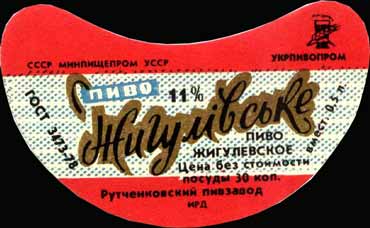 СССР МИНПИЩЕПРОМ УССР
УКРПИВОПРОМ
ПИВО
11%
ГОСТ 3473-78
Жигулівське
ПИВО
ЖИГУЛЕВСКОЕ
Цена без стоимости
посуды 30 коп.
Вмест. 0,5 л
Рутченковский пивзавод
ИРД